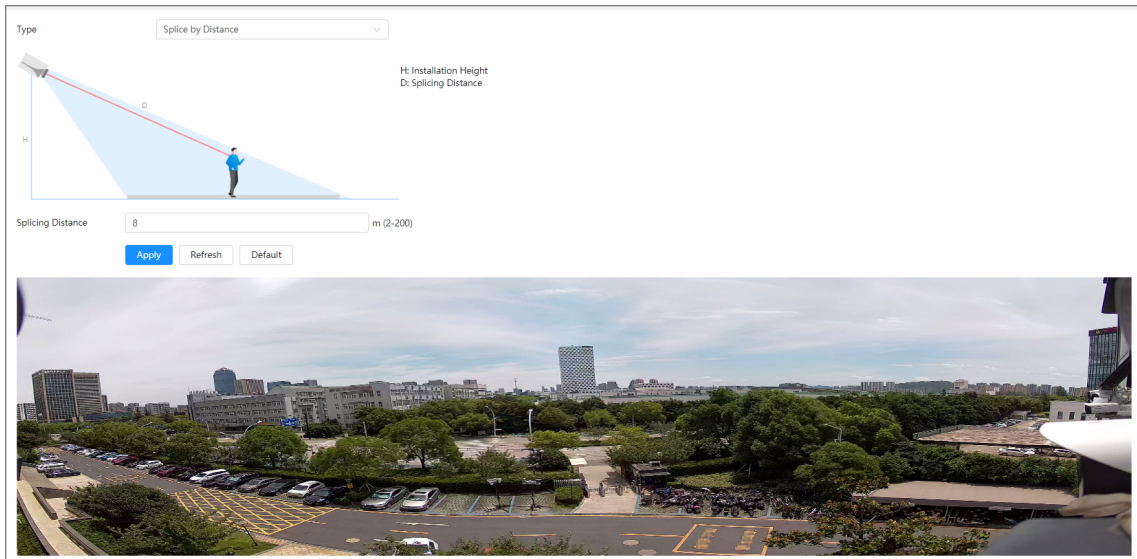 Type
Splice by Distance
H: Installation Height
D: Splicing Distance
D
H
Splicing Distance
8
m (2-200)
Apply
Refresh
Default